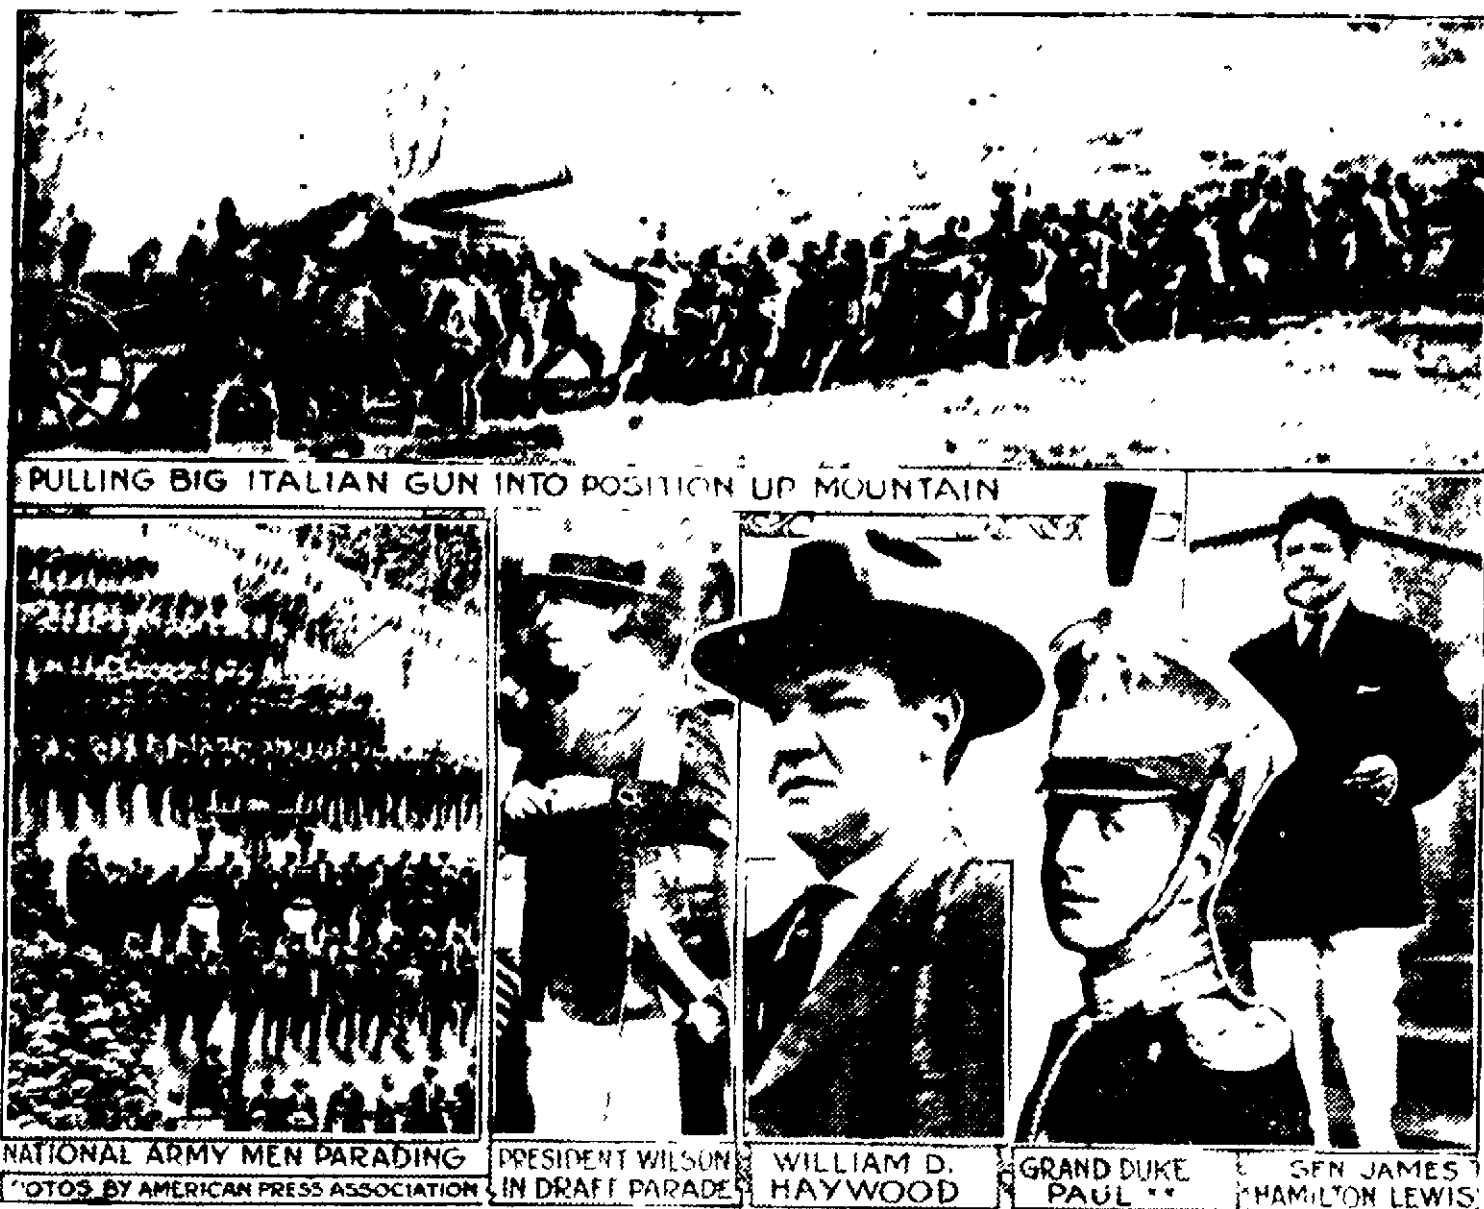 PULLING BIG ITALIAN GUN INTO POSITION UP MOUNTAIN
NATIONAL ARMY MEN PARADING
"OTOS BY AMERICAN PRESS ASSOCIATION
PRESIDENT WILSON
IN DRAFT PARADE
WILLIAM D.
HAYWOOD
GRAND DUKE
PAUL
SEN JAMES
HAMILTON LEWIS